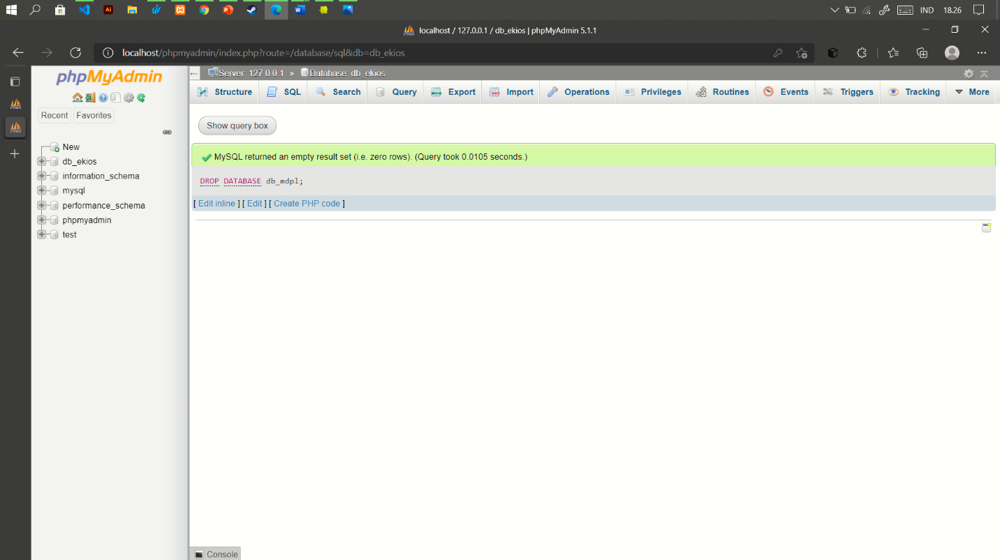 IND 18.26
localhost / 127.0.0.1 / db_ekios | phpMyAdmin 5.1.1
localhost/phpmyadmin/index.php?route=/database/sql&db=db_ekios
phpMyAdmin
Recent Favorites
New
db_ekios
information_schema
mysql
performance_schema
phpmyadmin
test
Server: 127.0.0.1 » Database: db_ekios
Structure SQL Search Query Export Import Operations Privileges Routines Events Triggers Tracking More
Show query box
MySQL returned an empty result set (i.e. zero rows). (Query took 0.0105 seconds.)
DROP DATABASE db_mdpl;
[ Edit inline ] [ Edit ] [ Create PHP code ]
Console